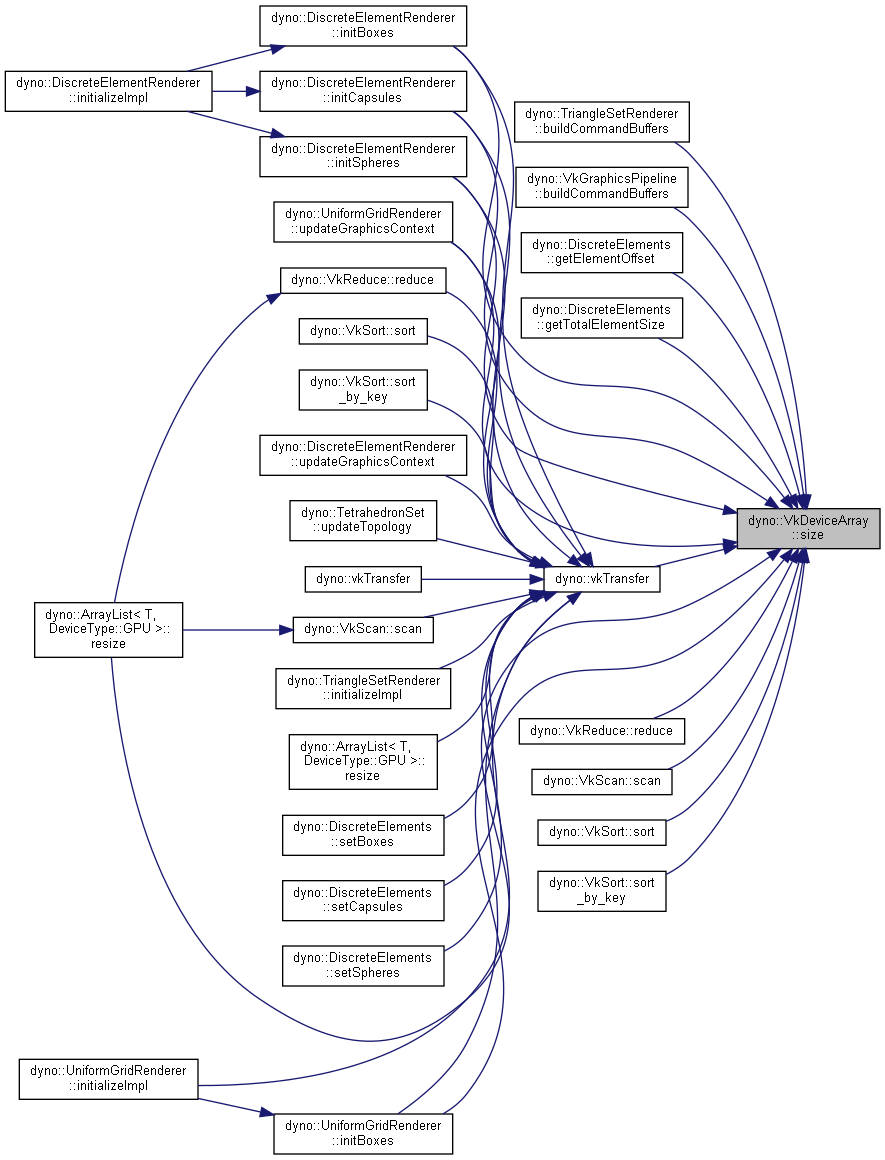 dyno::DiscreteElementRenderer
::initBoxes
dyno::DiscreteElementRenderer
::initializeImpl
dyno::DiscreteElementRenderer
::initCapsules
dyno::TriangleSetRenderer
::buildCommandBuffers
dyno::DiscreteElementRenderer
::initSpheres
dyno::VkGraphicsPipeline
::buildCommandBuffers
dyno::UniformGridRenderer
::updateGraphicsContext
dyno::DiscreteElements
::getElementOffset
dyno::VkReduce::reduce
dyno::DiscreteElements
::getTotalElementSize
dyno::VkSort::sort
dyno::VkSort::sort
_by_key
dyno::DiscreteElementRenderer
::updateGraphicsContext
dyno::TetrahedronSet
::updateTopology
dyno::VkDeviceArray
::size
dyno::vkTransfer
dyno::vkTransfer
dyno::ArrayList< T,
DeviceType::GPU >::
resize
dyno::VkScan::scan
dyno::TriangleSetRenderer
::initializeImpl
dyno::VkReduce::reduce
dyno::ArrayList< T,
DeviceType::GPU >::
resize
dyno::VkScan::scan
dyno::DiscreteElements
::setBoxes
dyno::VkSort::sort
dyno::DiscreteElements
::setCapsules
dyno::VkSort::sort
_by_key
dyno::DiscreteElements
::setSpheres
dyno::UniformGridRenderer
::initializeImpl
dyno::UniformGridRenderer
::initBoxes